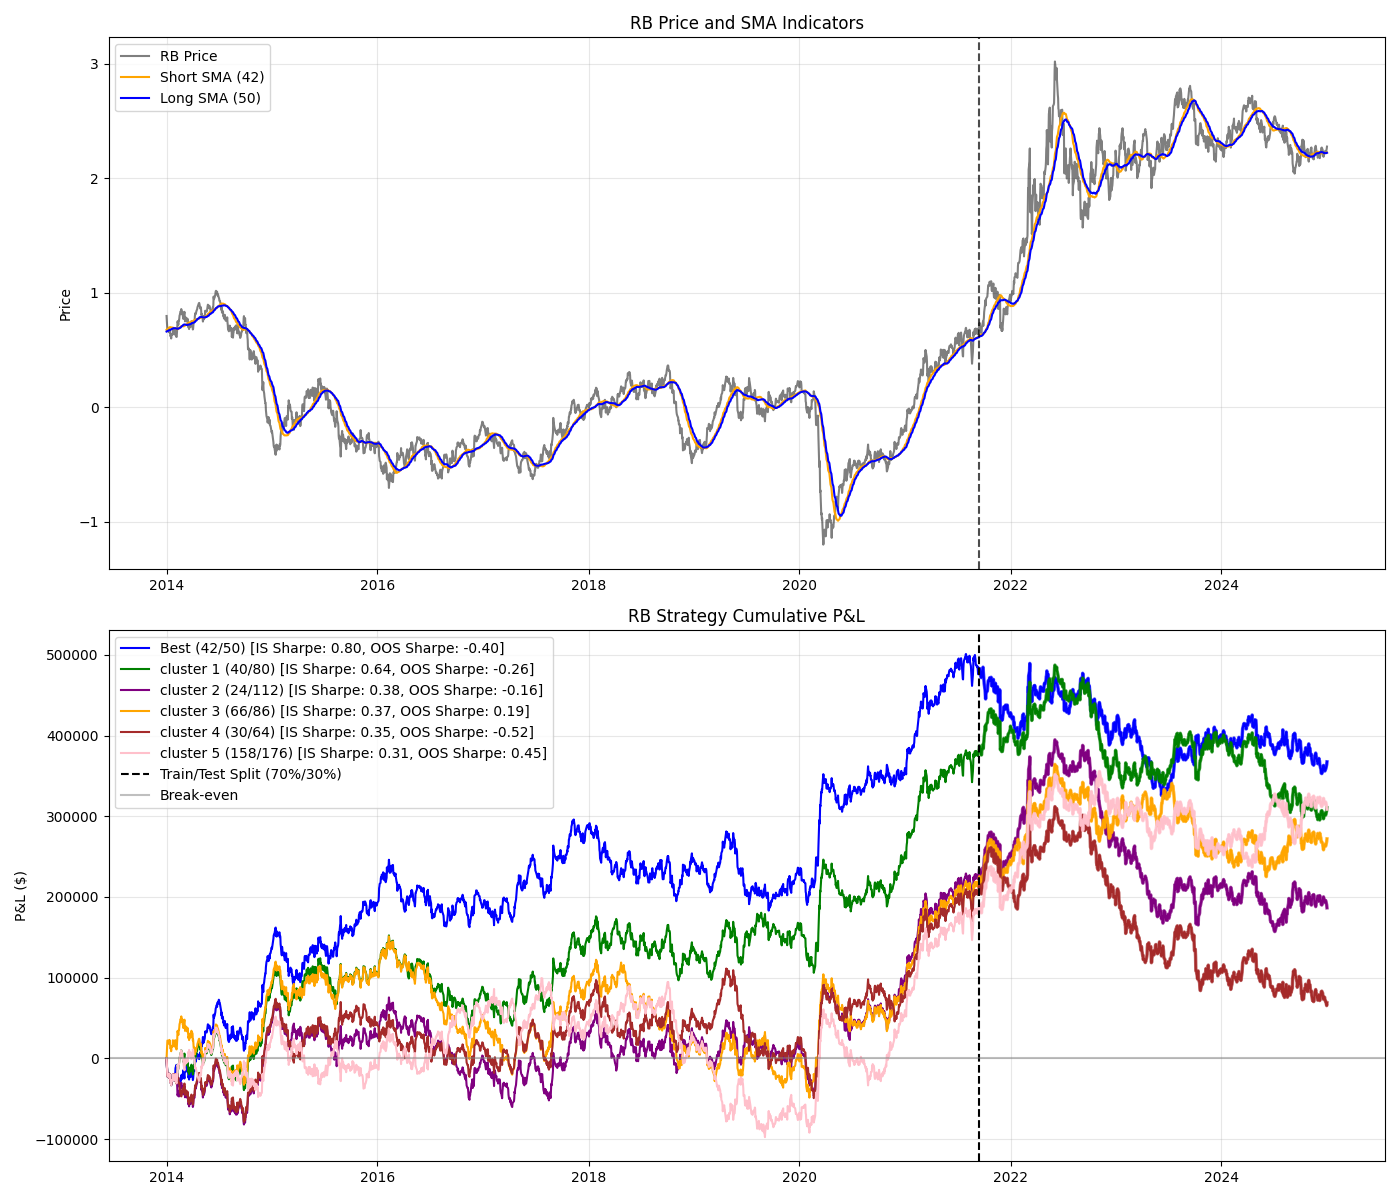 RB Price and SMA Indicators
RB Price
Short SMA (42)
Long SMA (50)
Price
3
2
1
0
−1
2014 2016 2018 2020 2022 2024
RB Strategy Cumulative P&L
Best (42/50) [IS Sharpe: 0.80, OOS Sharpe: -0.40]
cluster 1 (40/80) [IS Sharpe: 0.64, OOS Sharpe: -0.26]
cluster 2 (24/112) [IS Sharpe: 0.38, OOS Sharpe: -0.16]
cluster 3 (66/86) [IS Sharpe: 0.37, OOS Sharpe: 0.19]
cluster 4 (30/64) [IS Sharpe: 0.35, OOS Sharpe: -0.52]
cluster 5 (158/176) [IS Sharpe: 0.31, OOS Sharpe: 0.45]
Train/Test Split (70%/30%)
Break-even
P&L ($)
500000
400000
300000
200000
100000
0
−100000
2014 2016 2018 2020 2022 2024